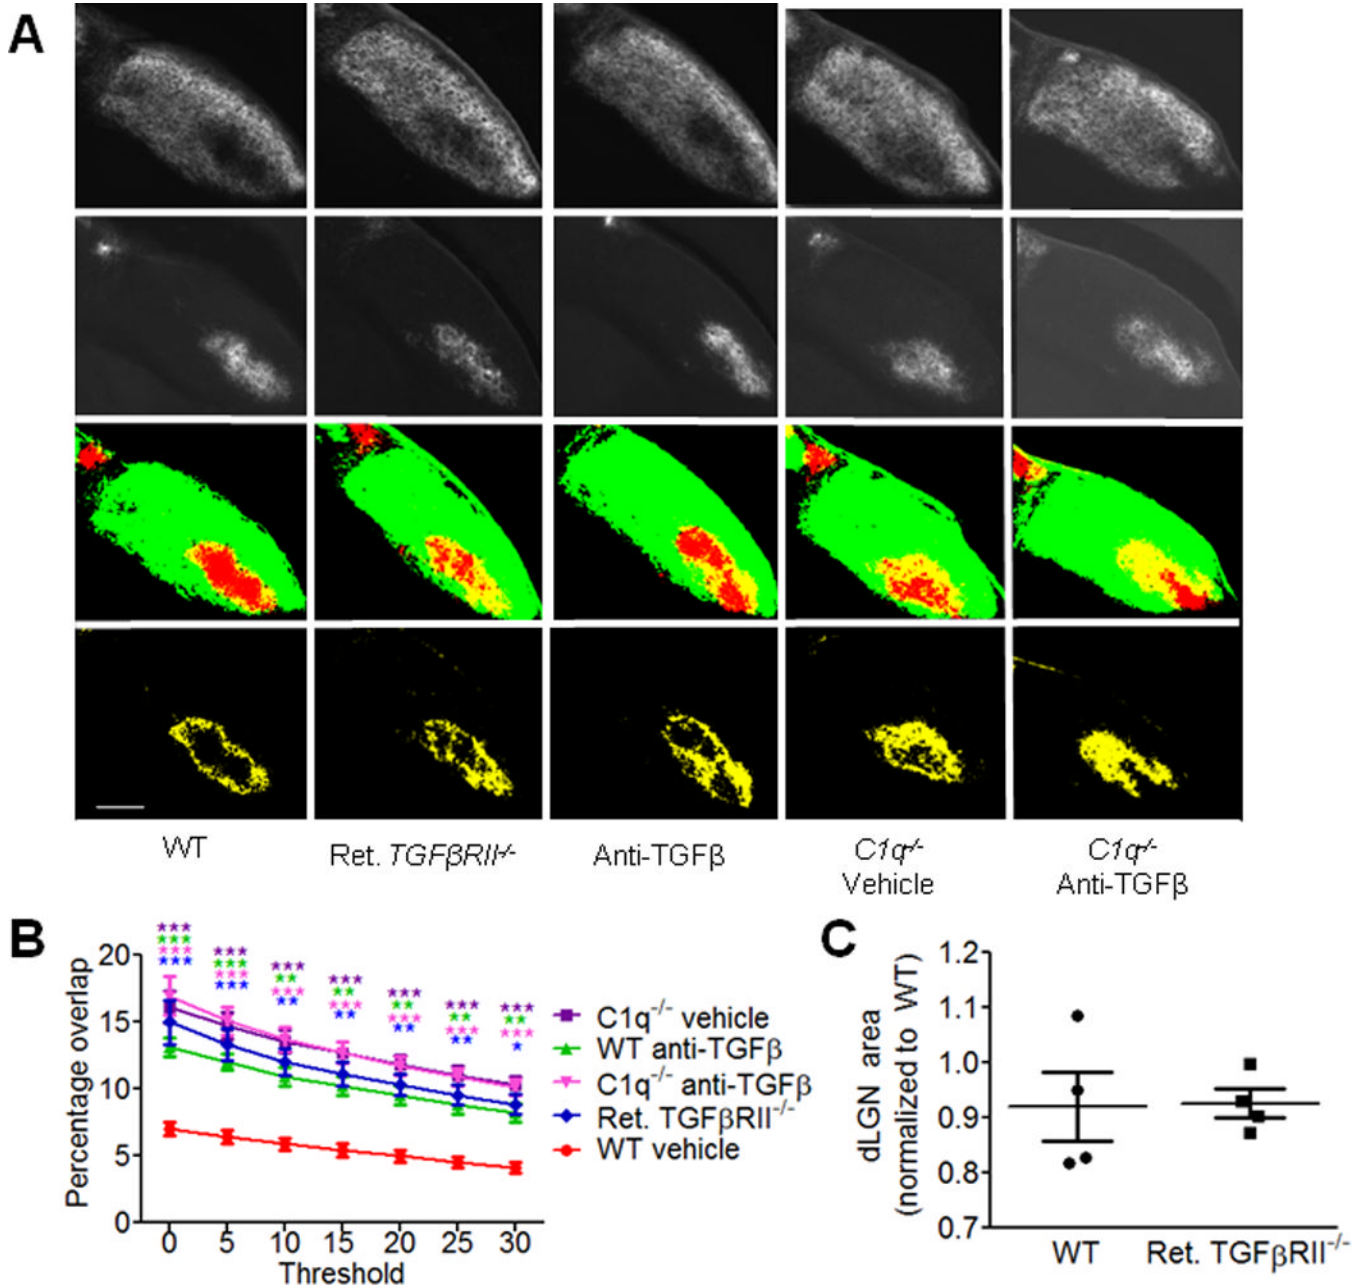 A
WT
Ret. TGFβRII-/-
Anti-TGFβ
C1q-/-
Vehicle
C1q-/-
Anti-TGFβ
B
***
***
***
***
***
***
***
***
***
**
***
**
***
**
***
**
***
**
***
**
***
**
***
**
***
**
***
*
Percentage overlap
20
15
10
5
0
0 5 10 15 20 25 30
Threshold
C1q-/- vehicle
WT anti-TGFβ
C1q-/- anti-TGFβ
Ret. TGFβRII-/-
WT vehicle
C
dLGN area
(normalized to WT)
1.2
1.1
1.0
0.9
0.8
0.7
WT Ret. TGFβRII-/-